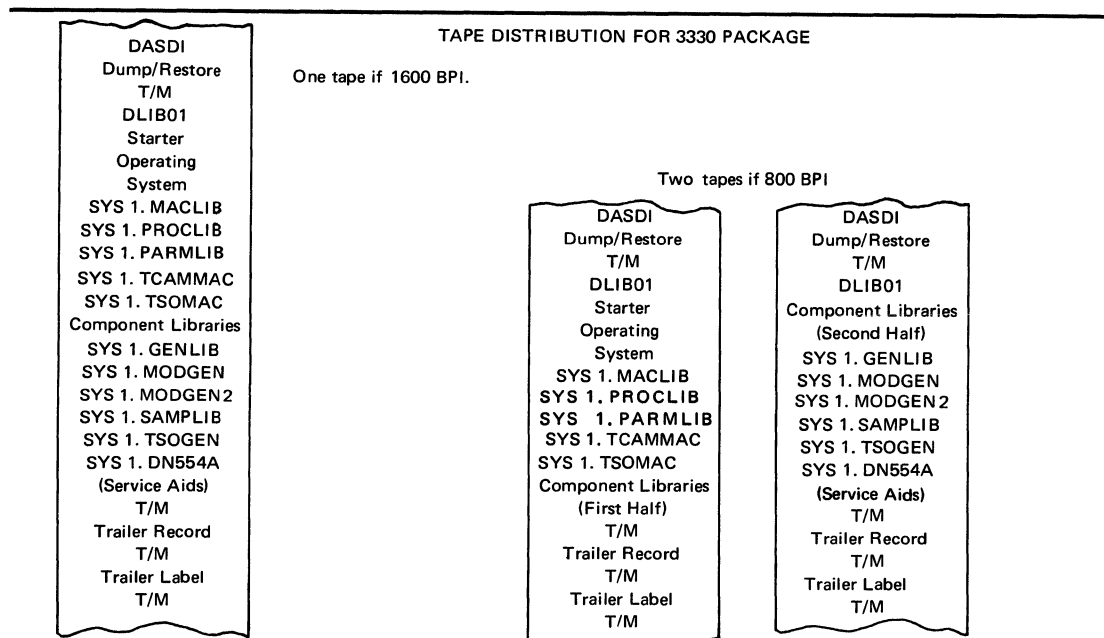 TAPE DISTRIBUTION FOR 3330 PACKAGE
One tape if 1600 BPI.
DASDI
Dump/Restore
T/M
DLIB01
Starter
Operating
System
SYS 1. MACLIB
SYS 1. PROCLIB
SYS 1. PARMLIB
SYS 1. TCAMMAC
SYS 1. TSOMAC
Component Libraries
SYS 1. GENLIB
SYS 1. MODGEN
SYS 1. MODGEN2
SYS 1. SAMPLIB
SYS 1. TSOGEN
SYS 1. DN554A
(Service Aids)
T/M
Trailer Record
T/M
Trailer Label
T/M
Two tapes if 800 BPI
DASDI
Dump/Restore
T/M
DLIB01
Starter
Operating
System
SYS 1. MACLIB
SYS 1. PROCLIB
SYS 1. PARMLIB
SYS 1. TCAMMAC
SYS 1. TSOMAC
Component Libraries
(First Half)
T/M
Trailer Record
T/M
Trailer Label
T/M
DASDI
Dump/Restore
T/M
DLIB01
Component Libraries
(Second Half)
SYS 1. GENLIB
SYS 1. MODGEN
SYS 1. MODGEN2
SYS 1. SAMPLIB
SYS 1. TSOGEN
SYS 1. DN554A
(Service Aids)
T/M
Trailer Record
T/M
Trailer Label
T/M